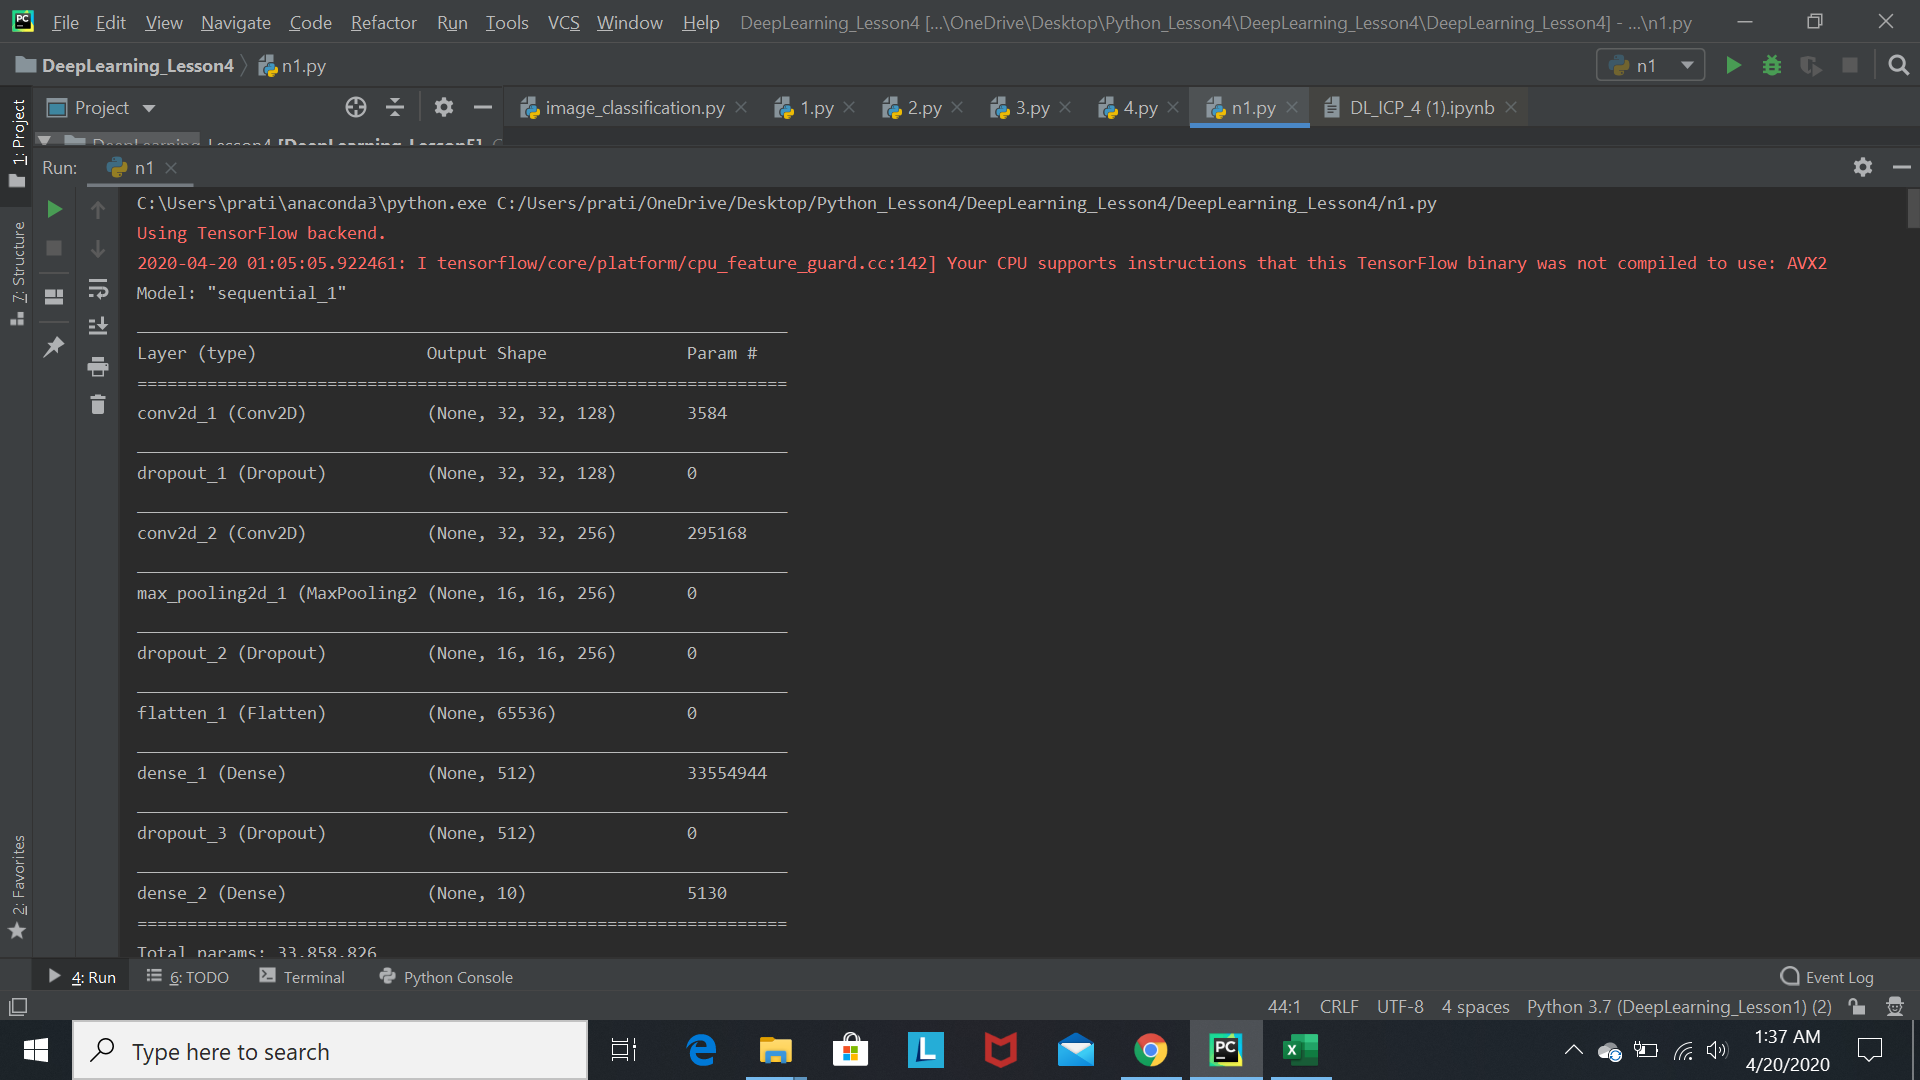 File Edit View Navigate Code Refactor Run Tools VCS Window Help DeepLearning_Lesson4 [...\OneDrive\Desktop\Python_Lesson4\DeepLearning_Lesson4\DeepLearning_Lesson4] - ...\n1.py
DeepLearning_Lesson4 n1.py n1
Project image_classification.py 1.py 2.py 3.py 4.py n1.py DL_ICP_4 (1).ipynb
DeepLearning_Lesson4 [DeepLearning_Lesson5]
Run: n1
1: Project
7: Structure
2: Favorites
C:\Users\prati\anaconda3\python.exe C:/Users/prati/OneDrive/Desktop/Python_Lesson4/DeepLearning_Lesson4/DeepLearning_Lesson4/n1.py
Using TensorFlow backend.
2020-04-20 01:05:05.922461: I tensorflow/core/platform/cpu_feature_guard.cc:142] Your CPU supports instructions that this TensorFlow binary was not compiled to use: AVX2
Model: "sequential_1"
_________________________________________________________________
Layer (type) Output Shape Param #
=================================================================
conv2d_1 (Conv2D) (None, 32, 32, 128) 3584
_________________________________________________________________
dropout_1 (Dropout) (None, 32, 32, 128) 0
_________________________________________________________________
conv2d_2 (Conv2D) (None, 32, 32, 256) 295168
_________________________________________________________________
max_pooling2d_1 (MaxPooling2 (None, 16, 16, 256) 0
_________________________________________________________________
dropout_2 (Dropout) (None, 16, 16, 256) 0
_________________________________________________________________
flatten_1 (Flatten) (None, 65536) 0
_________________________________________________________________
dense_1 (Dense) (None, 512) 33554944
_________________________________________________________________
dropout_3 (Dropout) (None, 512) 0
_________________________________________________________________
dense_2 (Dense) (None, 10) 5130
=================================================================
Total params: 33,858,826
4: Run 6: TODO Terminal Python Console Event Log
44:1 CRLF UTF-8 4 spaces Python 3.7 (DeepLearning_Lesson1) (2)
Type here to search
1:37 AM
4/20/2020